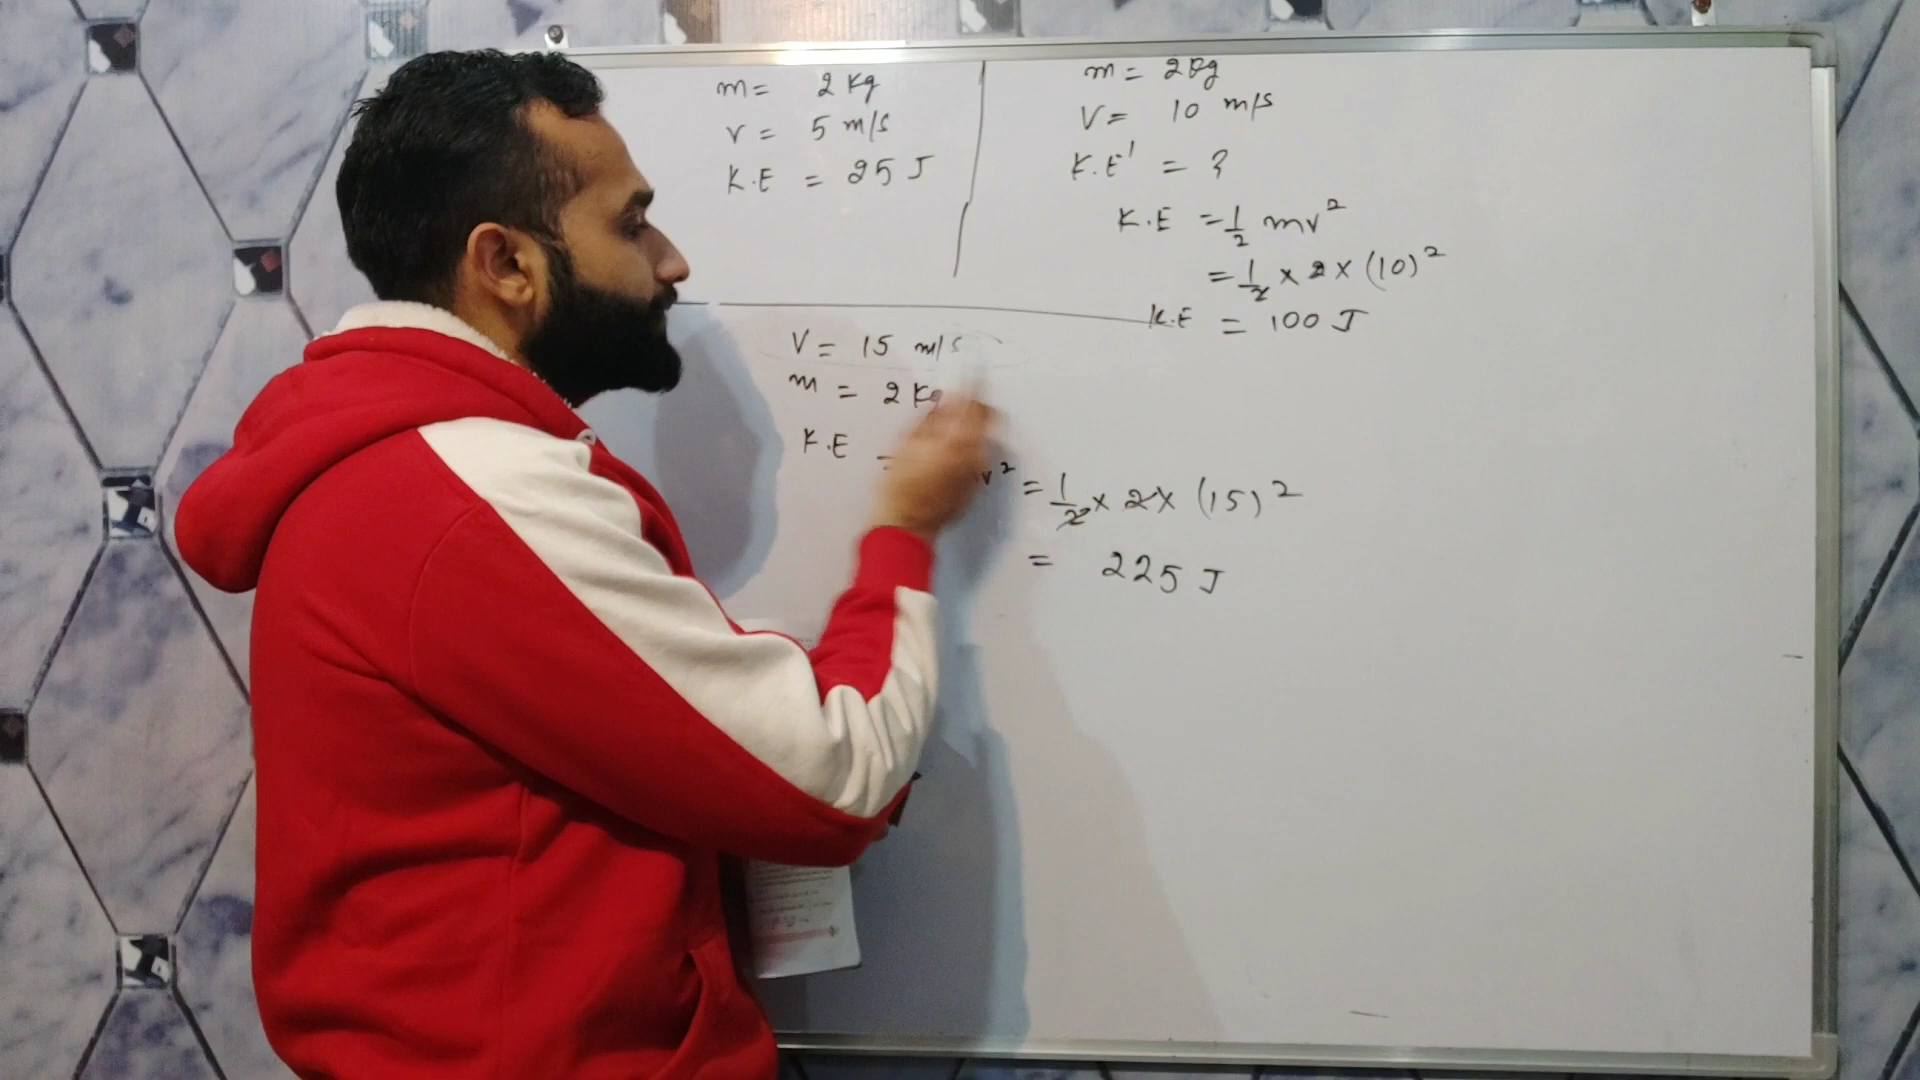 m = 2 Kg
v = 5 m/s
K.E = 25 J
m = 2 Kg
V = 10 m/s
K.E' = ?
K.E = 1/2 mv²
= 1/2 × 2 × (10)²
K.E = 100 J
V = 15 m/s
m = 2 Kg
K.E = v² = 1/2 × 2 × (15)²
= 225 J